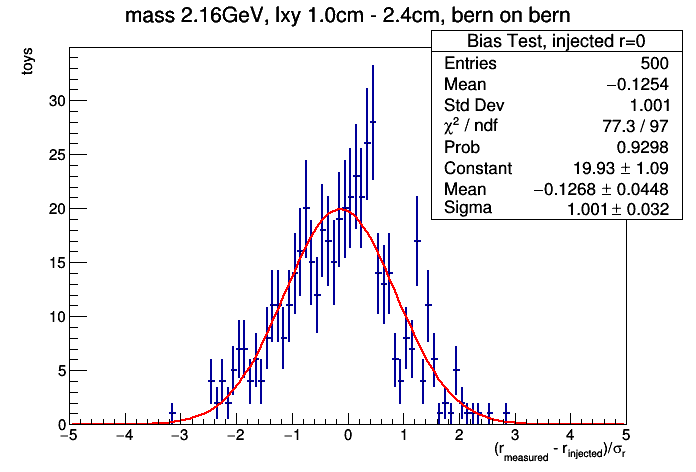 mass 2.16GeV, lxy 1.0cm - 2.4cm, bern on bern
toys
Bias Test, injected r=0
Entries 500
Mean −0.1254
Std Dev 1.001
χ² / ndf 77.3 / 97
Prob 0.9298
Constant 19.93 ± 1.09
Mean −0.1268 ± 0.0448
Sigma 1.001 ± 0.032
30
25
20
15
10
5
0
−5 −4 −3 −2 −1 0 1 2 3 4 5
(r_measured - r_injected)/σ_r